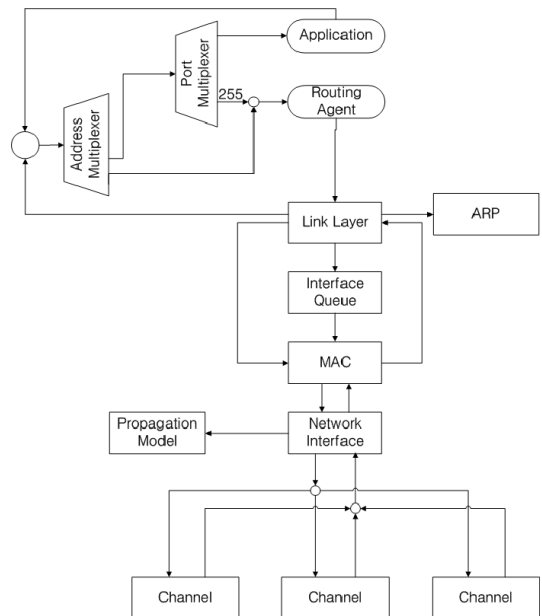 Application
Port
Multiplexer
255
Routing
Agent
Address
Multiplexer
Link Layer
ARP
Interface
Queue
MAC
Propagation
Model
Network
Interface
Channel
Channel
Channel